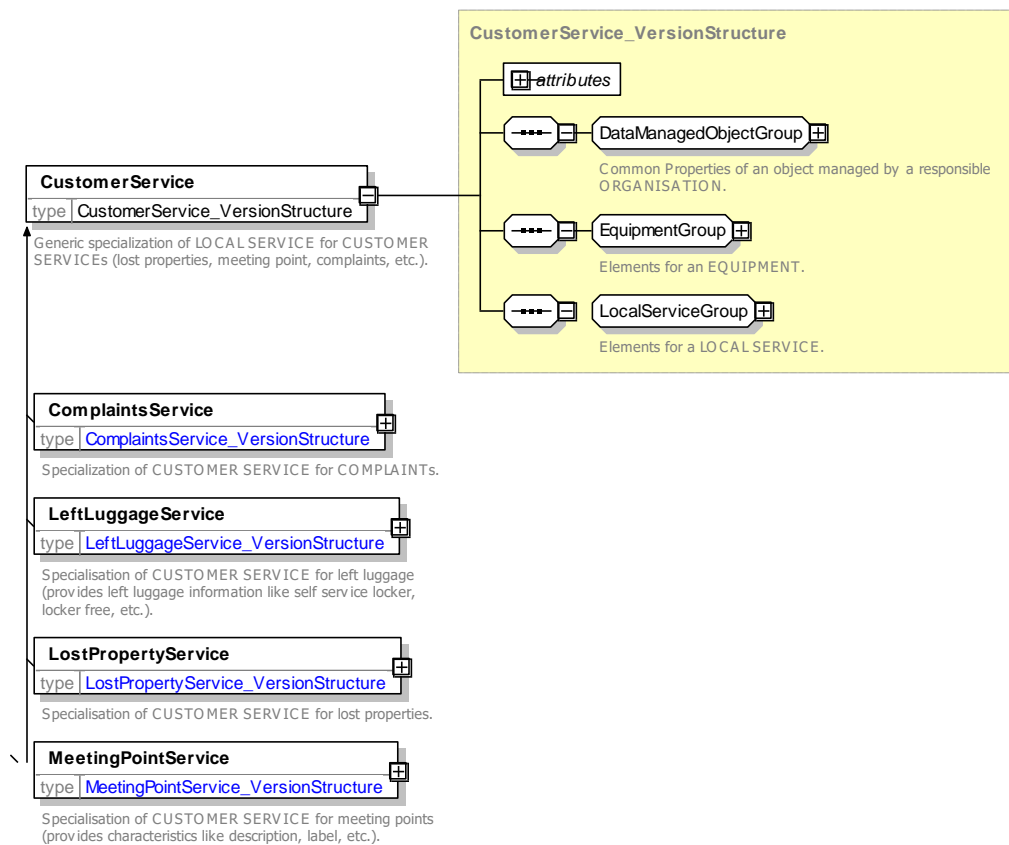 CustomerService_VersionStructure
attributes
DataManagedObjectGroup
Common Properties of an object managed by a responsible
ORGANISATION.
CustomerService
type CustomerService_VersionStructure
Generic specialization of LOCAL SERVICE for CUSTOMER
SERVICEs (lost properties, meeting point, complaints, etc.).
EquipmentGroup
Elements for an EQUIPMENT.
LocalServiceGroup
Elements for a LOCAL SERVICE.
ComplaintsService
type ComplaintsService_VersionStructure
Specialization of CUSTOMER SERVICE for COMPLAINTs.
LeftLuggageService
type LeftLuggageService_VersionStructure
Specialisation of CUSTOMER SERVICE for left luggage
(provides left luggage information like self service locker,
locker free, etc.).
LostPropertyService
type LostPropertyService_VersionStructure
Specialisation of CUSTOMER SERVICE for lost properties.
MeetingPointService
type MeetingPointService_VersionStructure
Specialisation of CUSTOMER SERVICE for meeting points
(provides characteristics like description, label, etc.).